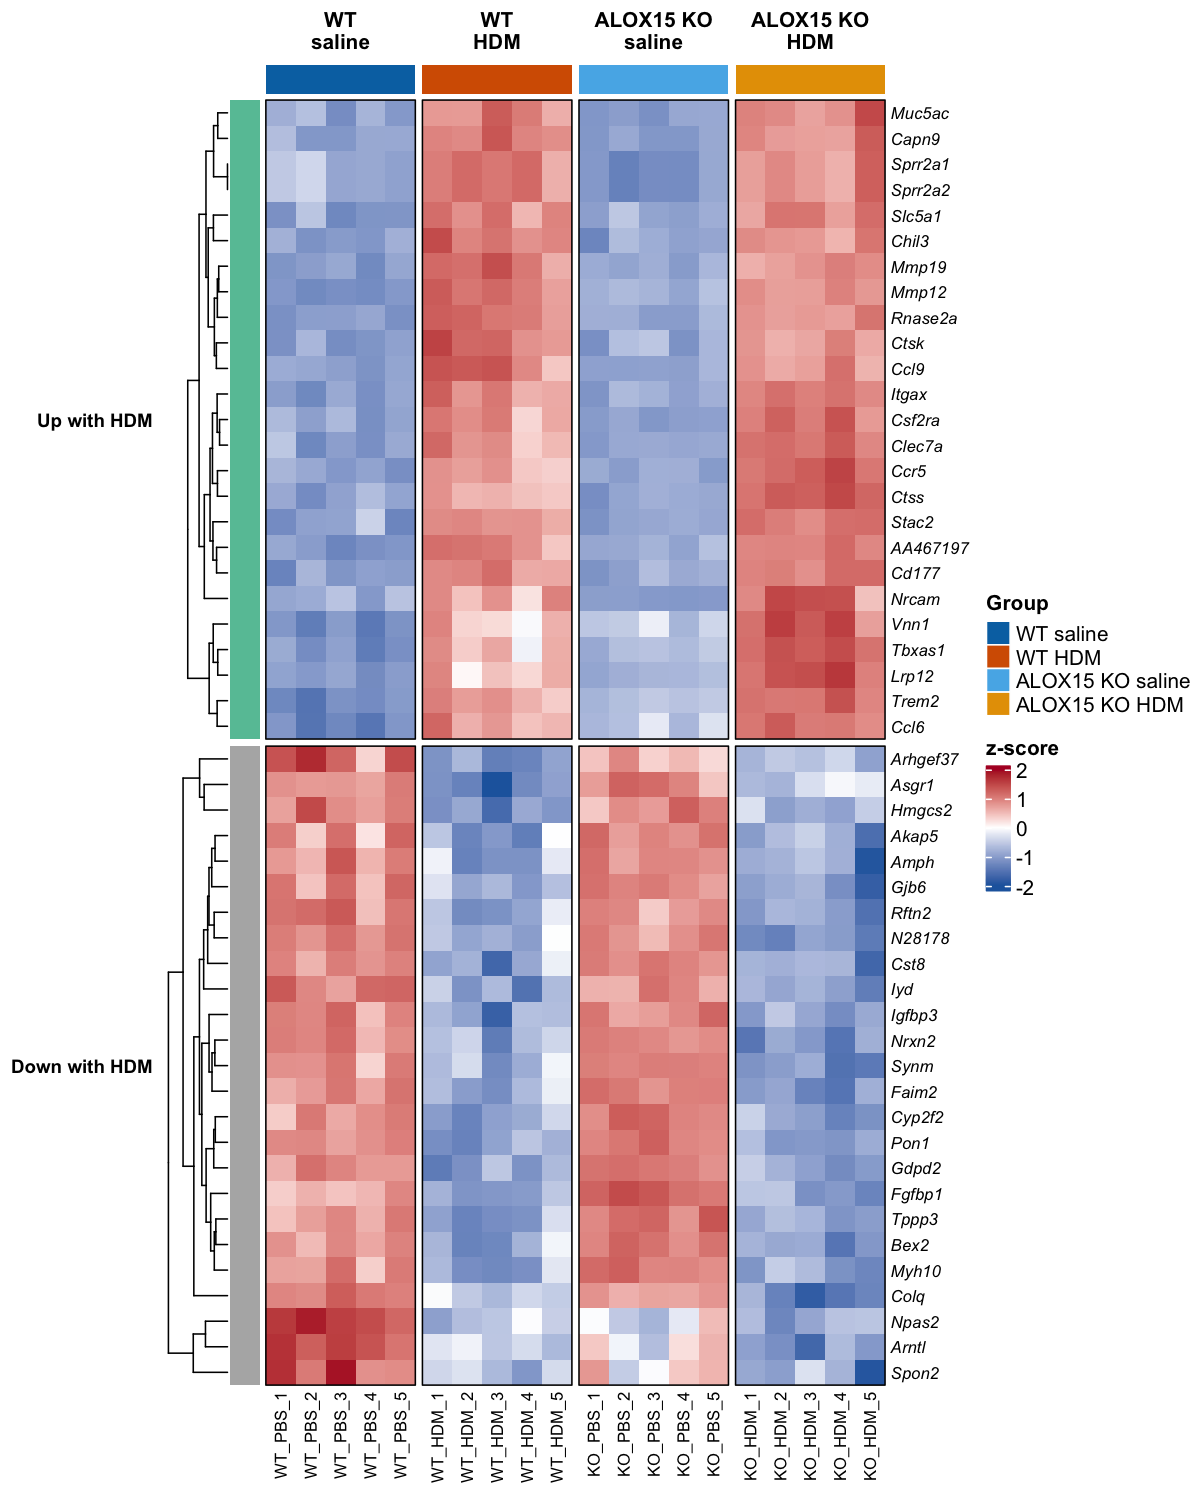 WT
saline
WT
HDM
ALOX15 KO
saline
ALOX15 KO
HDM
Muc5ac
Capn9
Sprr2a1
Sprr2a2
Slc5a1
Chil3
Mmp19
Mmp12
Rnase2a
Ctsk
Ccl9
Itgax
Up with HDM
Csf2ra
Clec7a
Ccr5
Ctss
Stac2
AA467197
Cd177
Nrcam
Vnn1
Tbxas1
Lrp12
Trem2
Ccl6
Group
WT saline
WT HDM
ALOX15 KO saline
ALOX15 KO HDM
z-score
2
1
0
-1
-2
Arhgef37
Asgr1
Hmgcs2
Akap5
Amph
Gjb6
Rftn2
N28178
Cst8
Iyd
Igfbp3
Nrxn2
Down with HDM
Synm
Faim2
Cyp2f2
Pon1
Gdpd2
Fgfbp1
Tppp3
Bex2
Myh10
Colq
Npas2
Arntl
Spon2
WT_PBS_1
WT_PBS_2
WT_PBS_3
WT_PBS_4
WT_PBS_5
WT_HDM_1
WT_HDM_2
WT_HDM_3
WT_HDM_4
WT_HDM_5
KO_PBS_1
KO_PBS_2
KO_PBS_3
KO_PBS_4
KO_PBS_5
KO_HDM_1
KO_HDM_2
KO_HDM_3
KO_HDM_4
KO_HDM_5